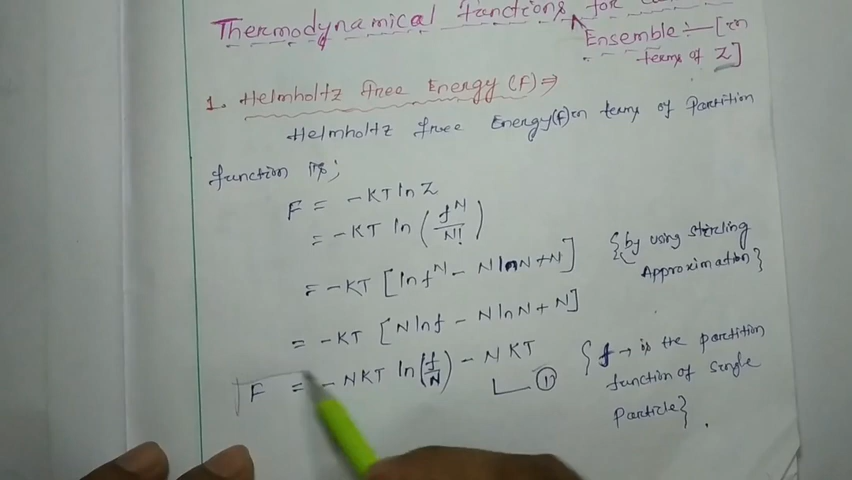 Thermodynamical functions for
Ensemble:- [in
terms of Z]
1. Helmholtz free Energy (F) ⇒
Helmholtz free Energy(F) in terms of Partition
function is;
F = -KT ln Z
= -KT ln (f^N / N!)
= -KT [ln f^N - N ln N + N] {by using sterling
Approximation}
= -KT [N ln f - N ln N + N]
F = - NKT ln (f/N) - NKT
①
{f → is the partition
function of single
Particle}.